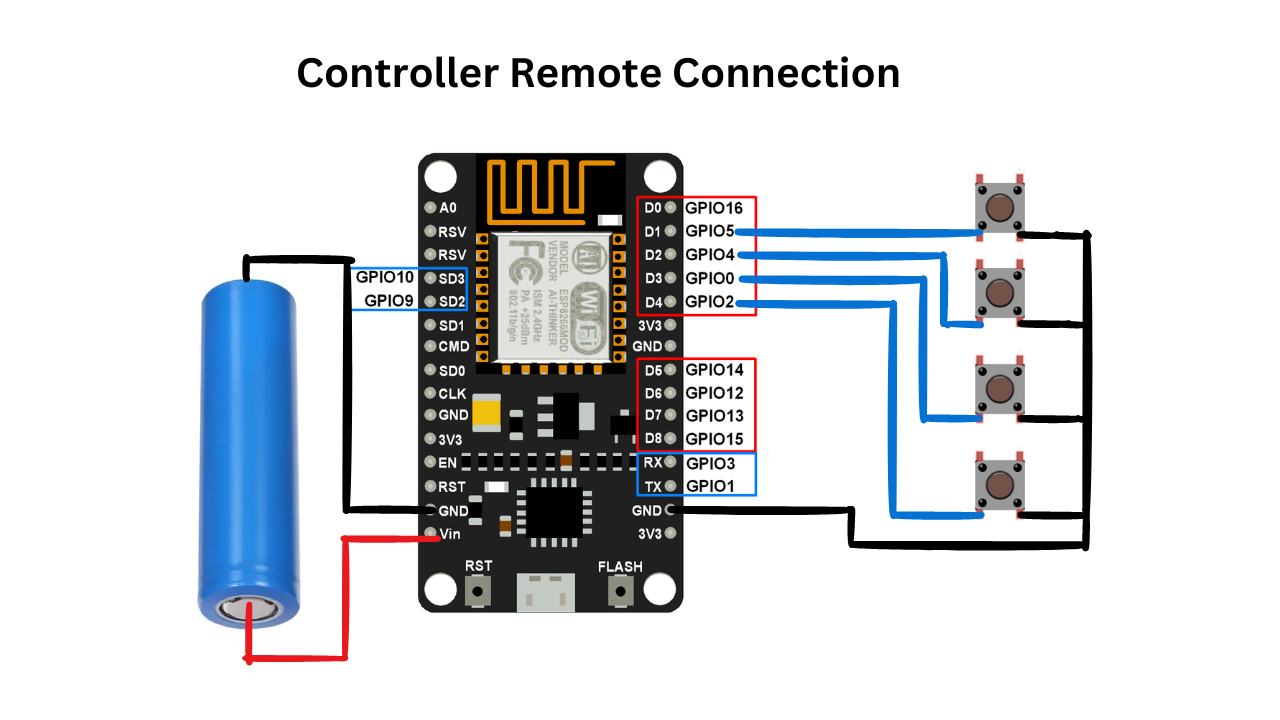 Controller Remote Connection
A0
RSV
RSV
GPIO10 SD3
GPIO9 SD2
SD1
CMD
SD0
CLK
GND
3V3
EN
RST
GND
Vin
D0 GPIO16
D1 GPIO5
D2 GPIO4
D3 GPIO0
D4 GPIO2
3V3
GND
D5 GPIO14
D6 GPIO12
D7 GPIO13
D8 GPIO15
RX GPIO3
TX GPIO1
GND
3V3
MODEL ESP8266MOD
VENDOR AI-THINKER
ISM 2.4GHz
PA +25dBm
802.11b/g/n
FC
AI
WiFi
RST
FLASH